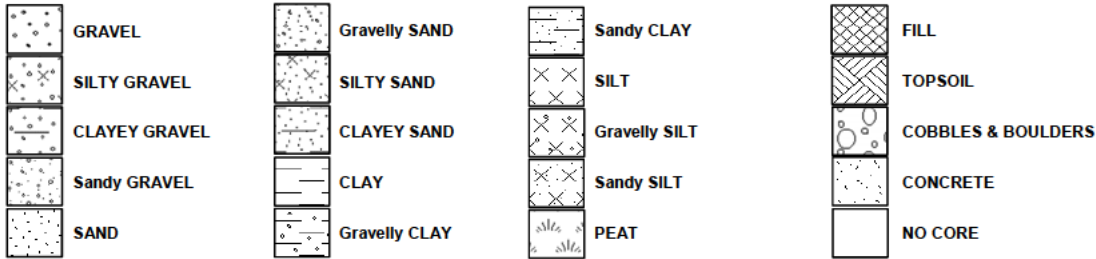 GRAVEL
SILTY GRAVEL
CLAYEY GRAVEL
Sandy GRAVEL
SAND
Gravelly SAND
SILTY SAND
CLAYEY SAND
CLAY
Gravelly CLAY
Sandy CLAY
SILT
Gravelly SILT
Sandy SILT
PEAT
FILL
TOPSOIL
COBBLES & BOULDERS
CONCRETE
NO CORE